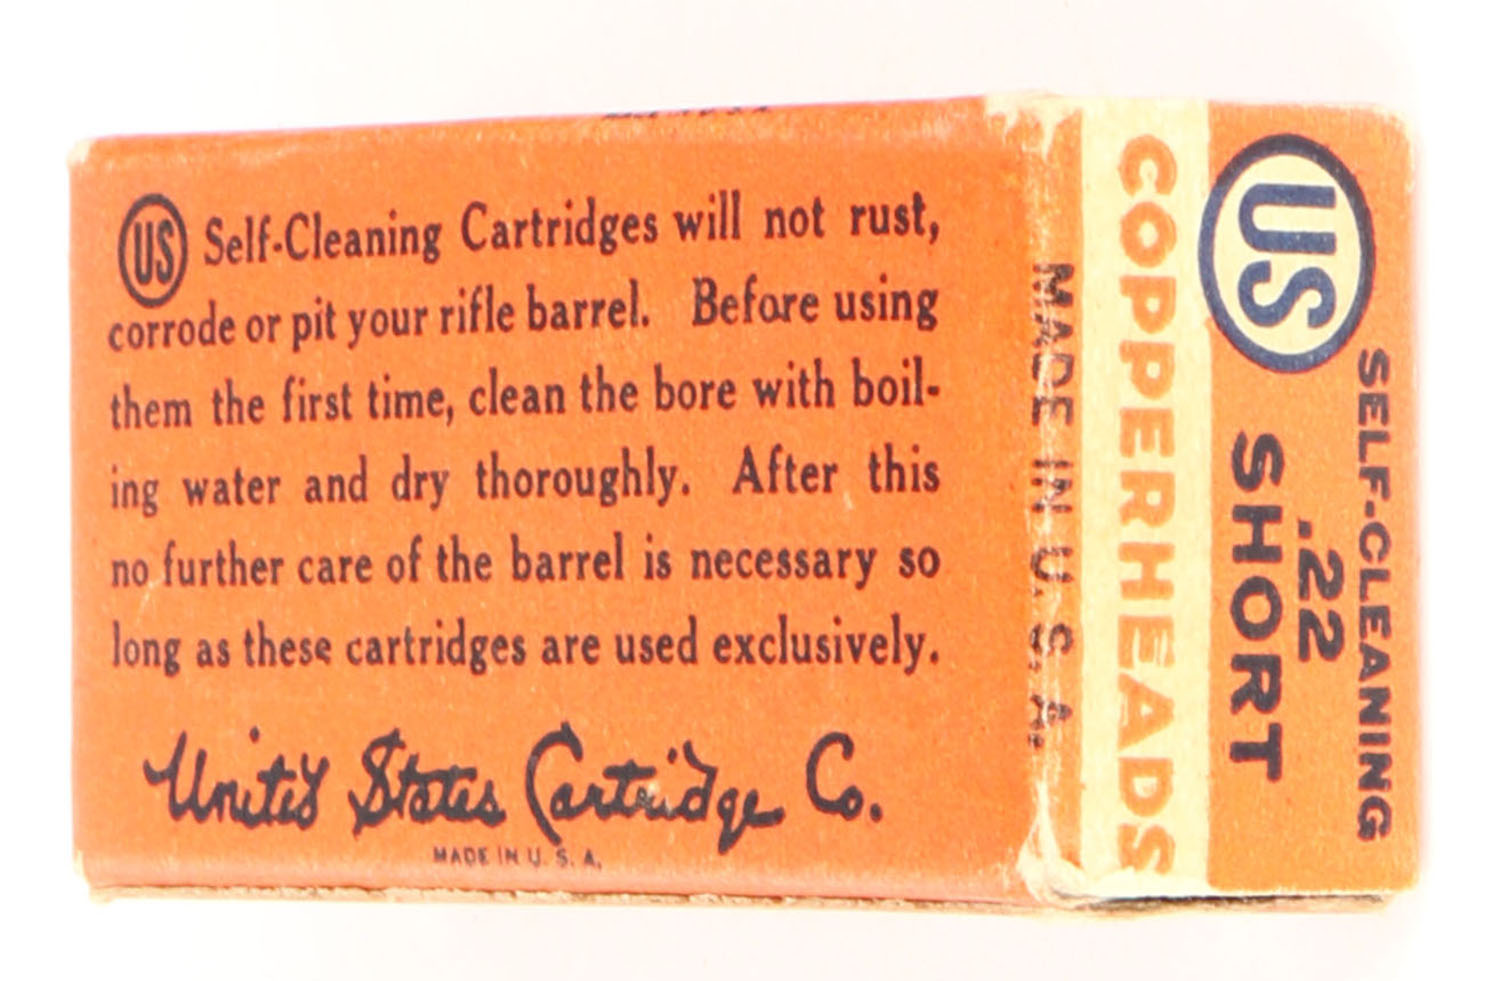 US Self-Cleaning Cartridges will not rust,
corrode or pit your rifle barrel. Before using
them the first time, clean the bore with boil-
ing water and dry thoroughly. After this
no further care of the barrel is necessary so
long as these cartridges are used exclusively.
United States Cartridge Co.
MADE IN U. S. A.
MADE IN U. S. A.
COPPERHEADS
US
SHORT
.22
SELF-CLEANING